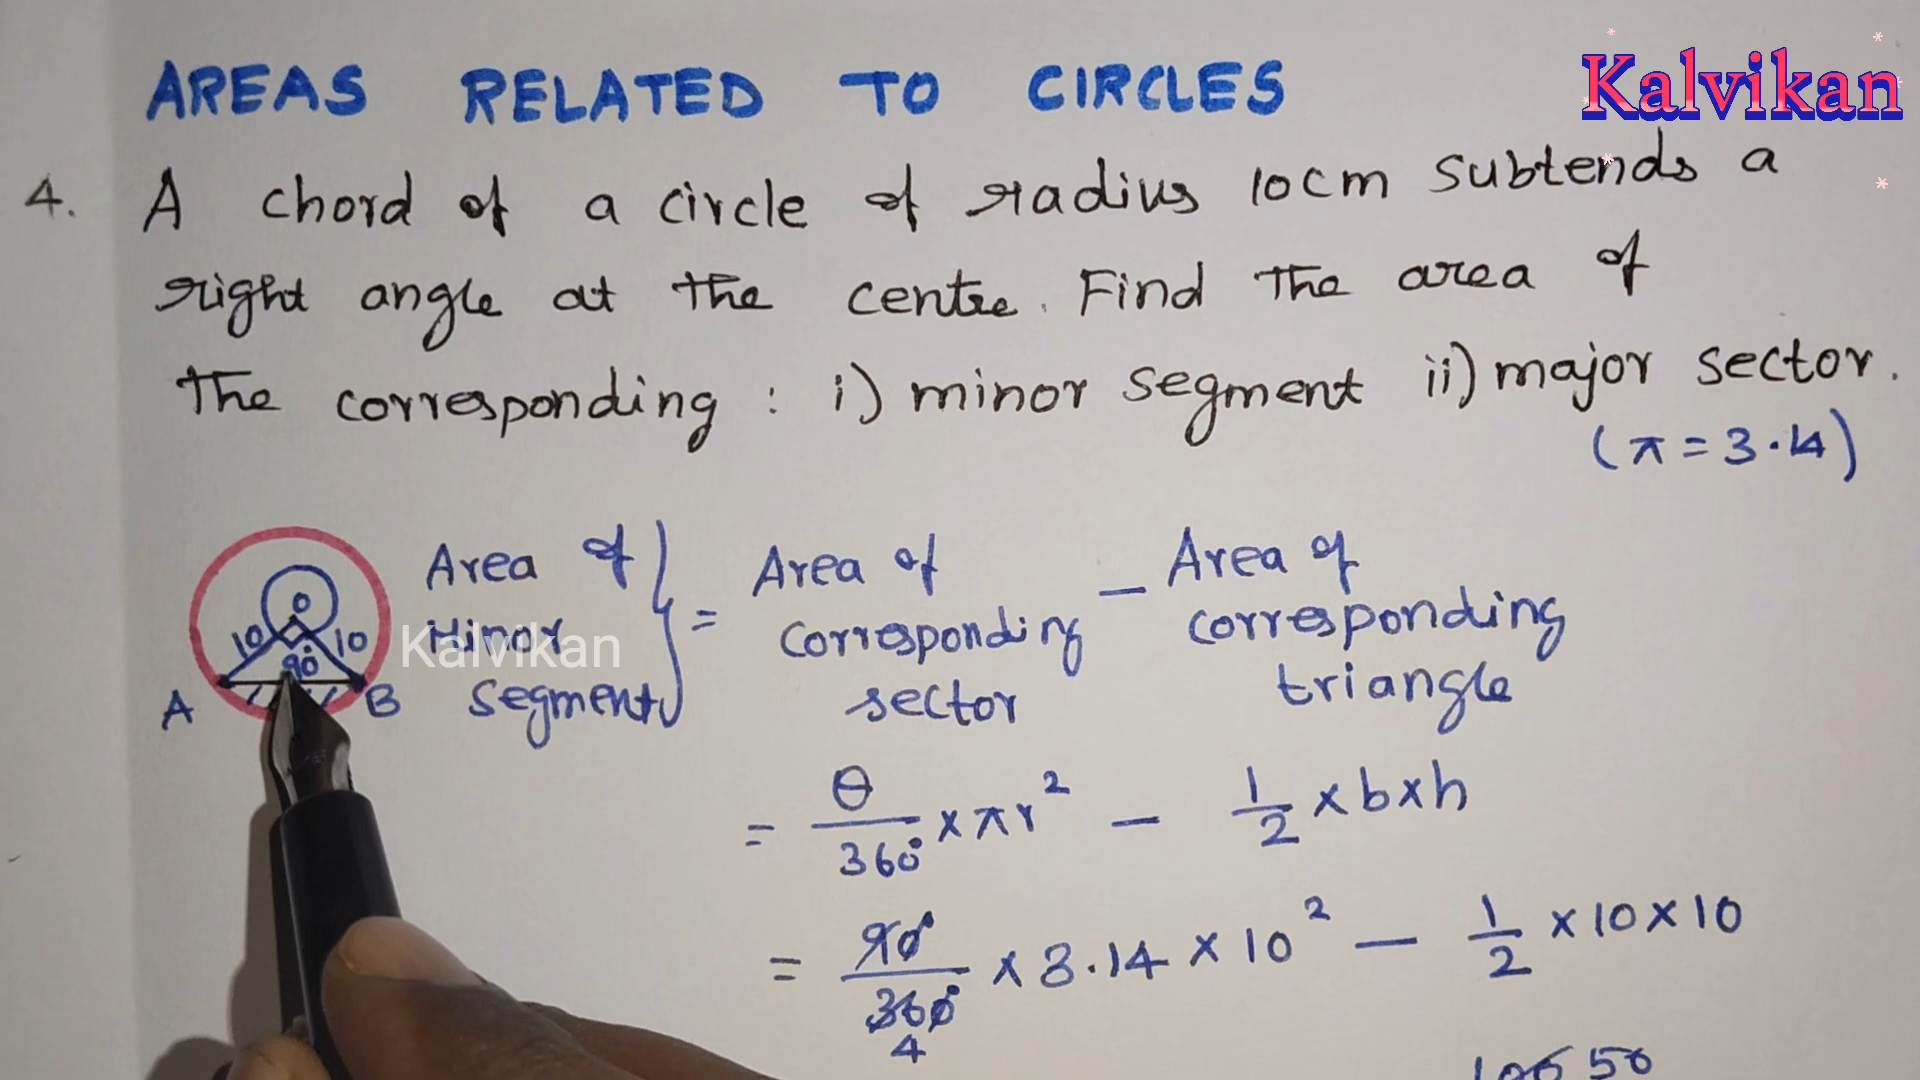 AREAS RELATED TO CIRCLES
Kalvikan
4. A chord of a circle of radius 10cm subtends a
right angle at the centre. Find the area of
the corresponding : i) minor segment ii) major sector.
(π = 3.14)
O
10 10
90°
A B
Area of Minor segment } = Area of corresponding sector − Area of corresponding triangle
Kalvikan
= θ/360° × πr² − 1/2 × b × h
= 90°/360° × 3.14 × 10² − 1/2 × 10 × 10
4
50